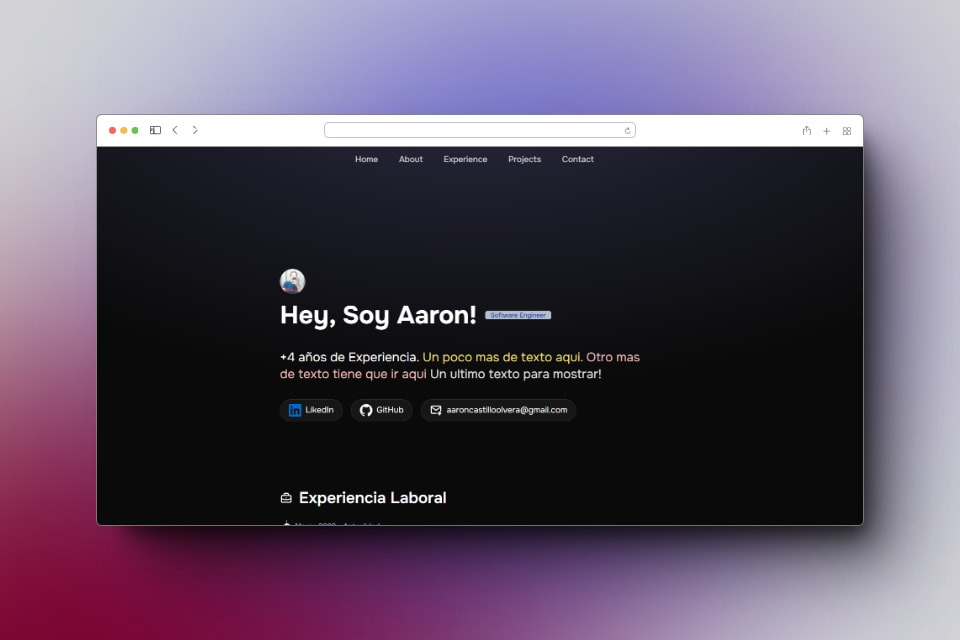 Home About Experience Projects Contact
Hey, Soy Aaron! Software Engineer
+4 años de Experiencia. Un poco mas de texto aqui. Otro mas
de texto tiene que ir aqui Un ultimo texto para mostrar!
LinkedIn GitHub aaroncastilloolvera@gmail.com
Experiencia Laboral